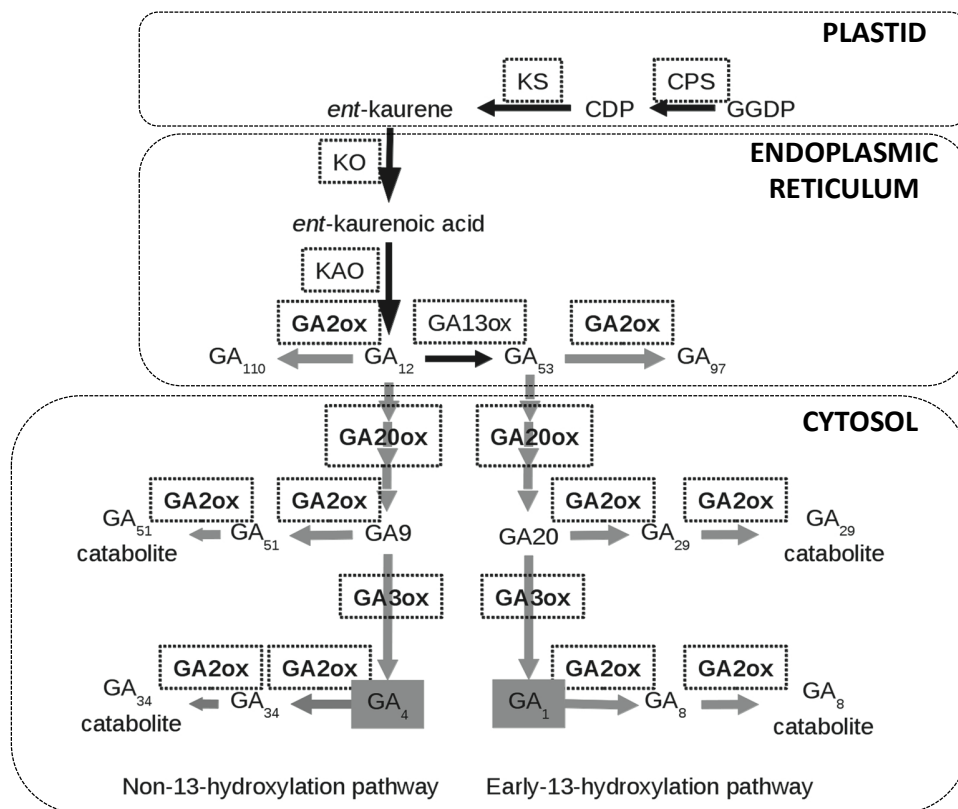 PLASTID
KS
CPS
ent-kaurene
CDP
GGDP
ENDOPLASMIC
RETICULUM
KO
ent-kaurenoic acid
KAO
GA2ox
GA13ox
GA2ox
GA110
GA12
GA53
GA97
CYTOSOL
GA20ox
GA20ox
GA2ox
GA2ox
GA2ox
GA2ox
GA51
catabolite
GA51
GA9
GA20
GA29
GA29
catabolite
GA3ox
GA3ox
GA2ox
GA2ox
GA2ox
GA2ox
GA34
catabolite
GA34
GA4
GA1
GA8
GA8
catabolite
Non-13-hydroxylation pathway
Early-13-hydroxylation pathway